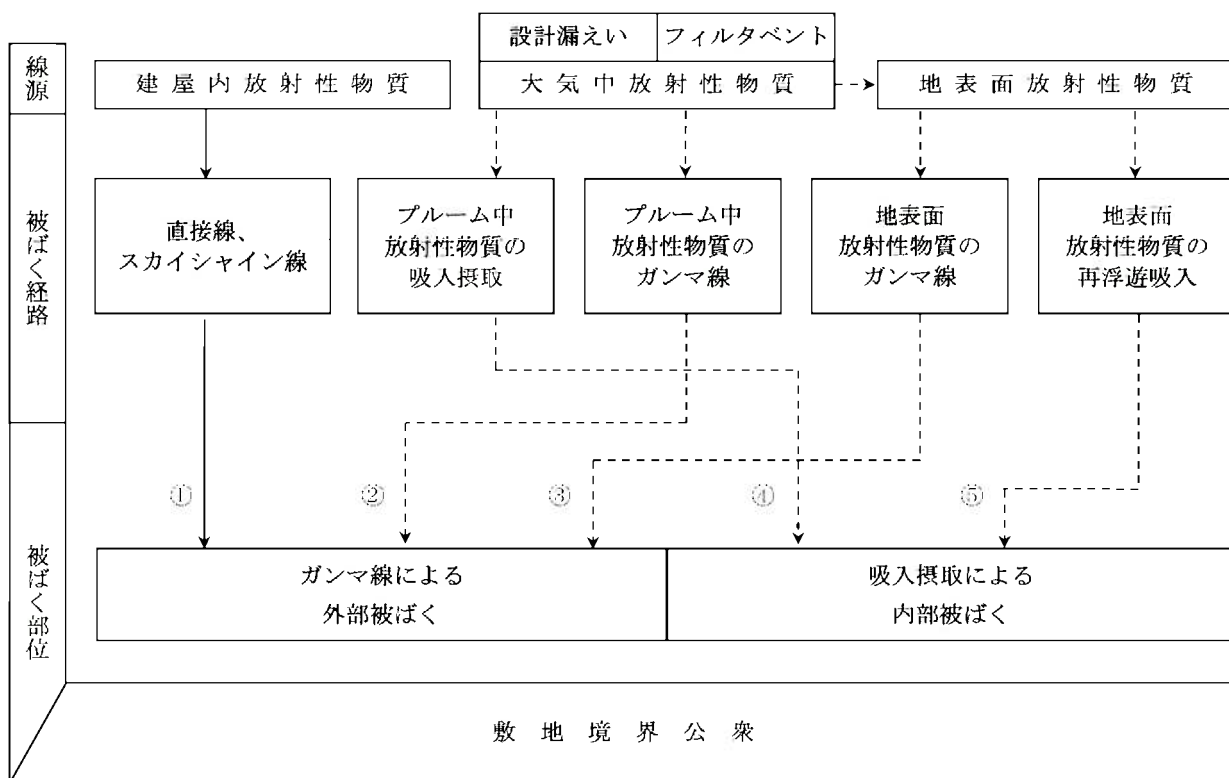 線源
設計漏えい
フィルタベント
建屋内放射性物質
大気中放射性物質
地表面放射性物質
被ばく経路
直接線、
スカイシャイン線
プルーム中
放射性物質の
吸入摂取
プルーム中
放射性物質の
ガンマ線
地表面
放射性物質の
ガンマ線
地表面
放射性物質の
再浮遊吸入
被ばく部位
①
②
③
④
⑤
ガンマ線による
外部被ばく
吸入摂取による
内部被ばく
敷地境界公衆